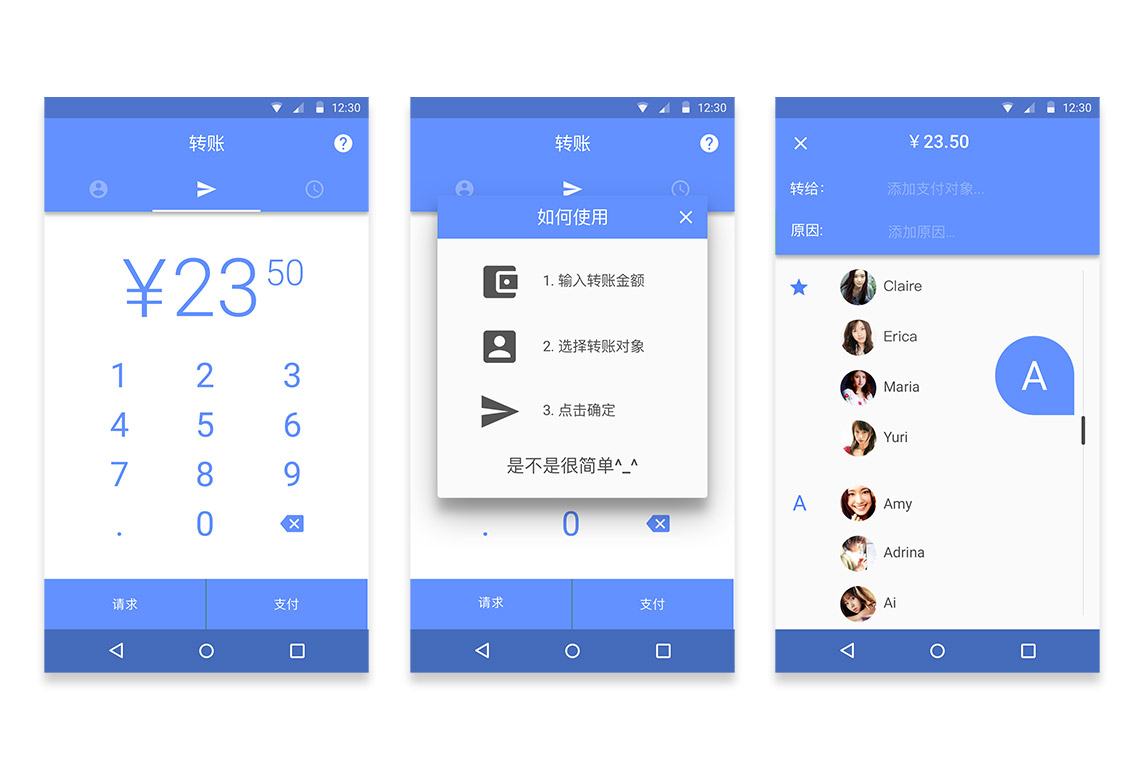 12:30
转账
?
¥23 50
1 2 3
4 5 6
7 8 9
. 0
请求 支付
12:30
转账
?
如何使用
1. 输入转账金额
2. 选择转账对象
3. 点击确定
是不是很简单^_^
. 0
请求 支付
12:30
¥ 23.50
转给: 添加支付对象...
原因: 添加原因...
Claire
Erica
Maria
A
Yuri
A
Amy
Adrina
Ai